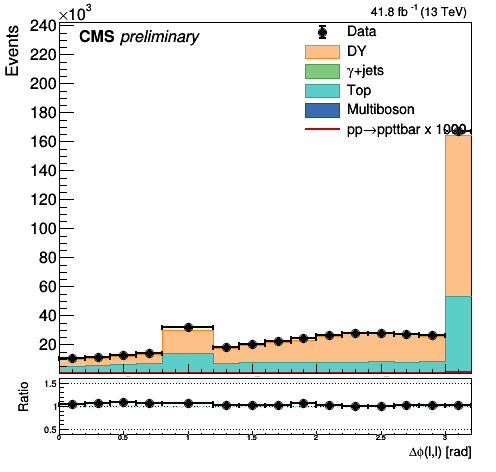 ×10³
41.8 fb⁻¹ (13 TeV)
CMS preliminary
Events
240
220
200
180
160
140
120
100
80
60
40
20
Data
DY
γ+jets
Top
Multiboson
pp→ppttbar x 1000
Ratio
1.5
1
0.5
0 0.5 1 1.5 2 2.5 3
Δϕ(l,l) [rad]